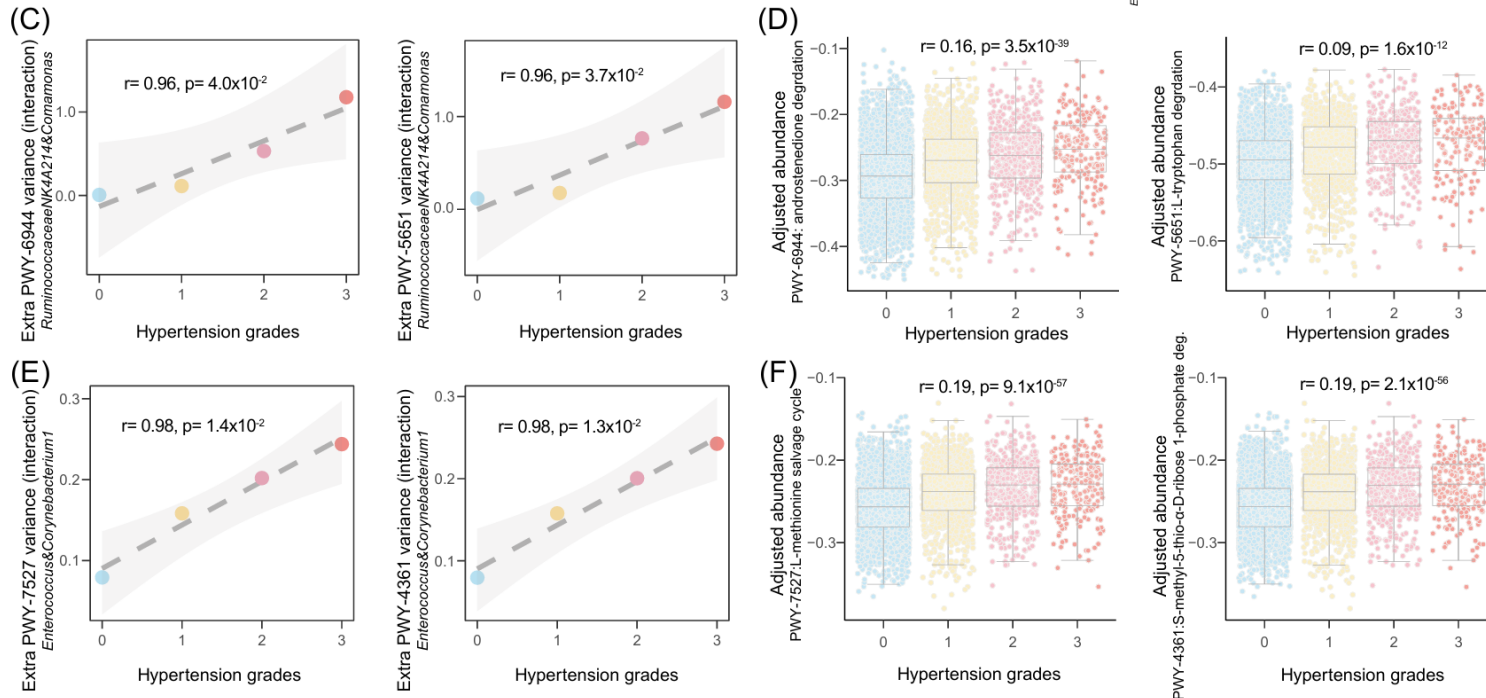 (C)
Extra PWY-6944 variance (interaction)
RuminococcaceaeNK4A214&Comamonas
r= 0.96, p= 4.0x10-2
1.0
0.0
0
1
2
3
Hypertension grades
Extra PWY-5651 variance (interaction)
RuminococcaceaeNK4A214&Comamonas
r= 0.96, p= 3.7x10-2
1.0
0.0
0
1
2
3
Hypertension grades
(D)
Adjusted abundance
PWY-6944: androstenedione degrdation
r= 0.16, p= 3.5x10-39
−0.1
−0.2
−0.3
−0.4
0
1
2
3
Hypertension grades
Adjusted abundance
PWY-5651:L-tryptophan degrdation
r= 0.09, p= 1.6x10-12
−0.4
−0.5
−0.6
0
1
2
3
Hypertension grades
(E)
Extra PWY-7527 variance (interaction)
Enterococcus&Corynebacterium1
r= 0.98, p= 1.4x10-2
0.3
0.2
0.1
0
1
2
3
Hypertension grades
Extra PWY-4361 variance (interaction)
Enterococcus&Corynebacterium1
r= 0.98, p= 1.3x10-2
0.3
0.2
0.1
0
1
2
3
Hypertension grades
(F)
Adjusted abundance
PWY-7527:L-methionine salvage cycle
r= 0.19, p= 9.1x10-57
−0.1
−0.2
−0.3
0
1
2
3
Hypertension grades
Adjusted abundance
PWY-4361:S-methyl-5-thio-α-D-ribose 1-phosphate deg.
r= 0.19, p= 2.1x10-56
−0.1
−0.2
−0.3
0
1
2
3
Hypertension grades